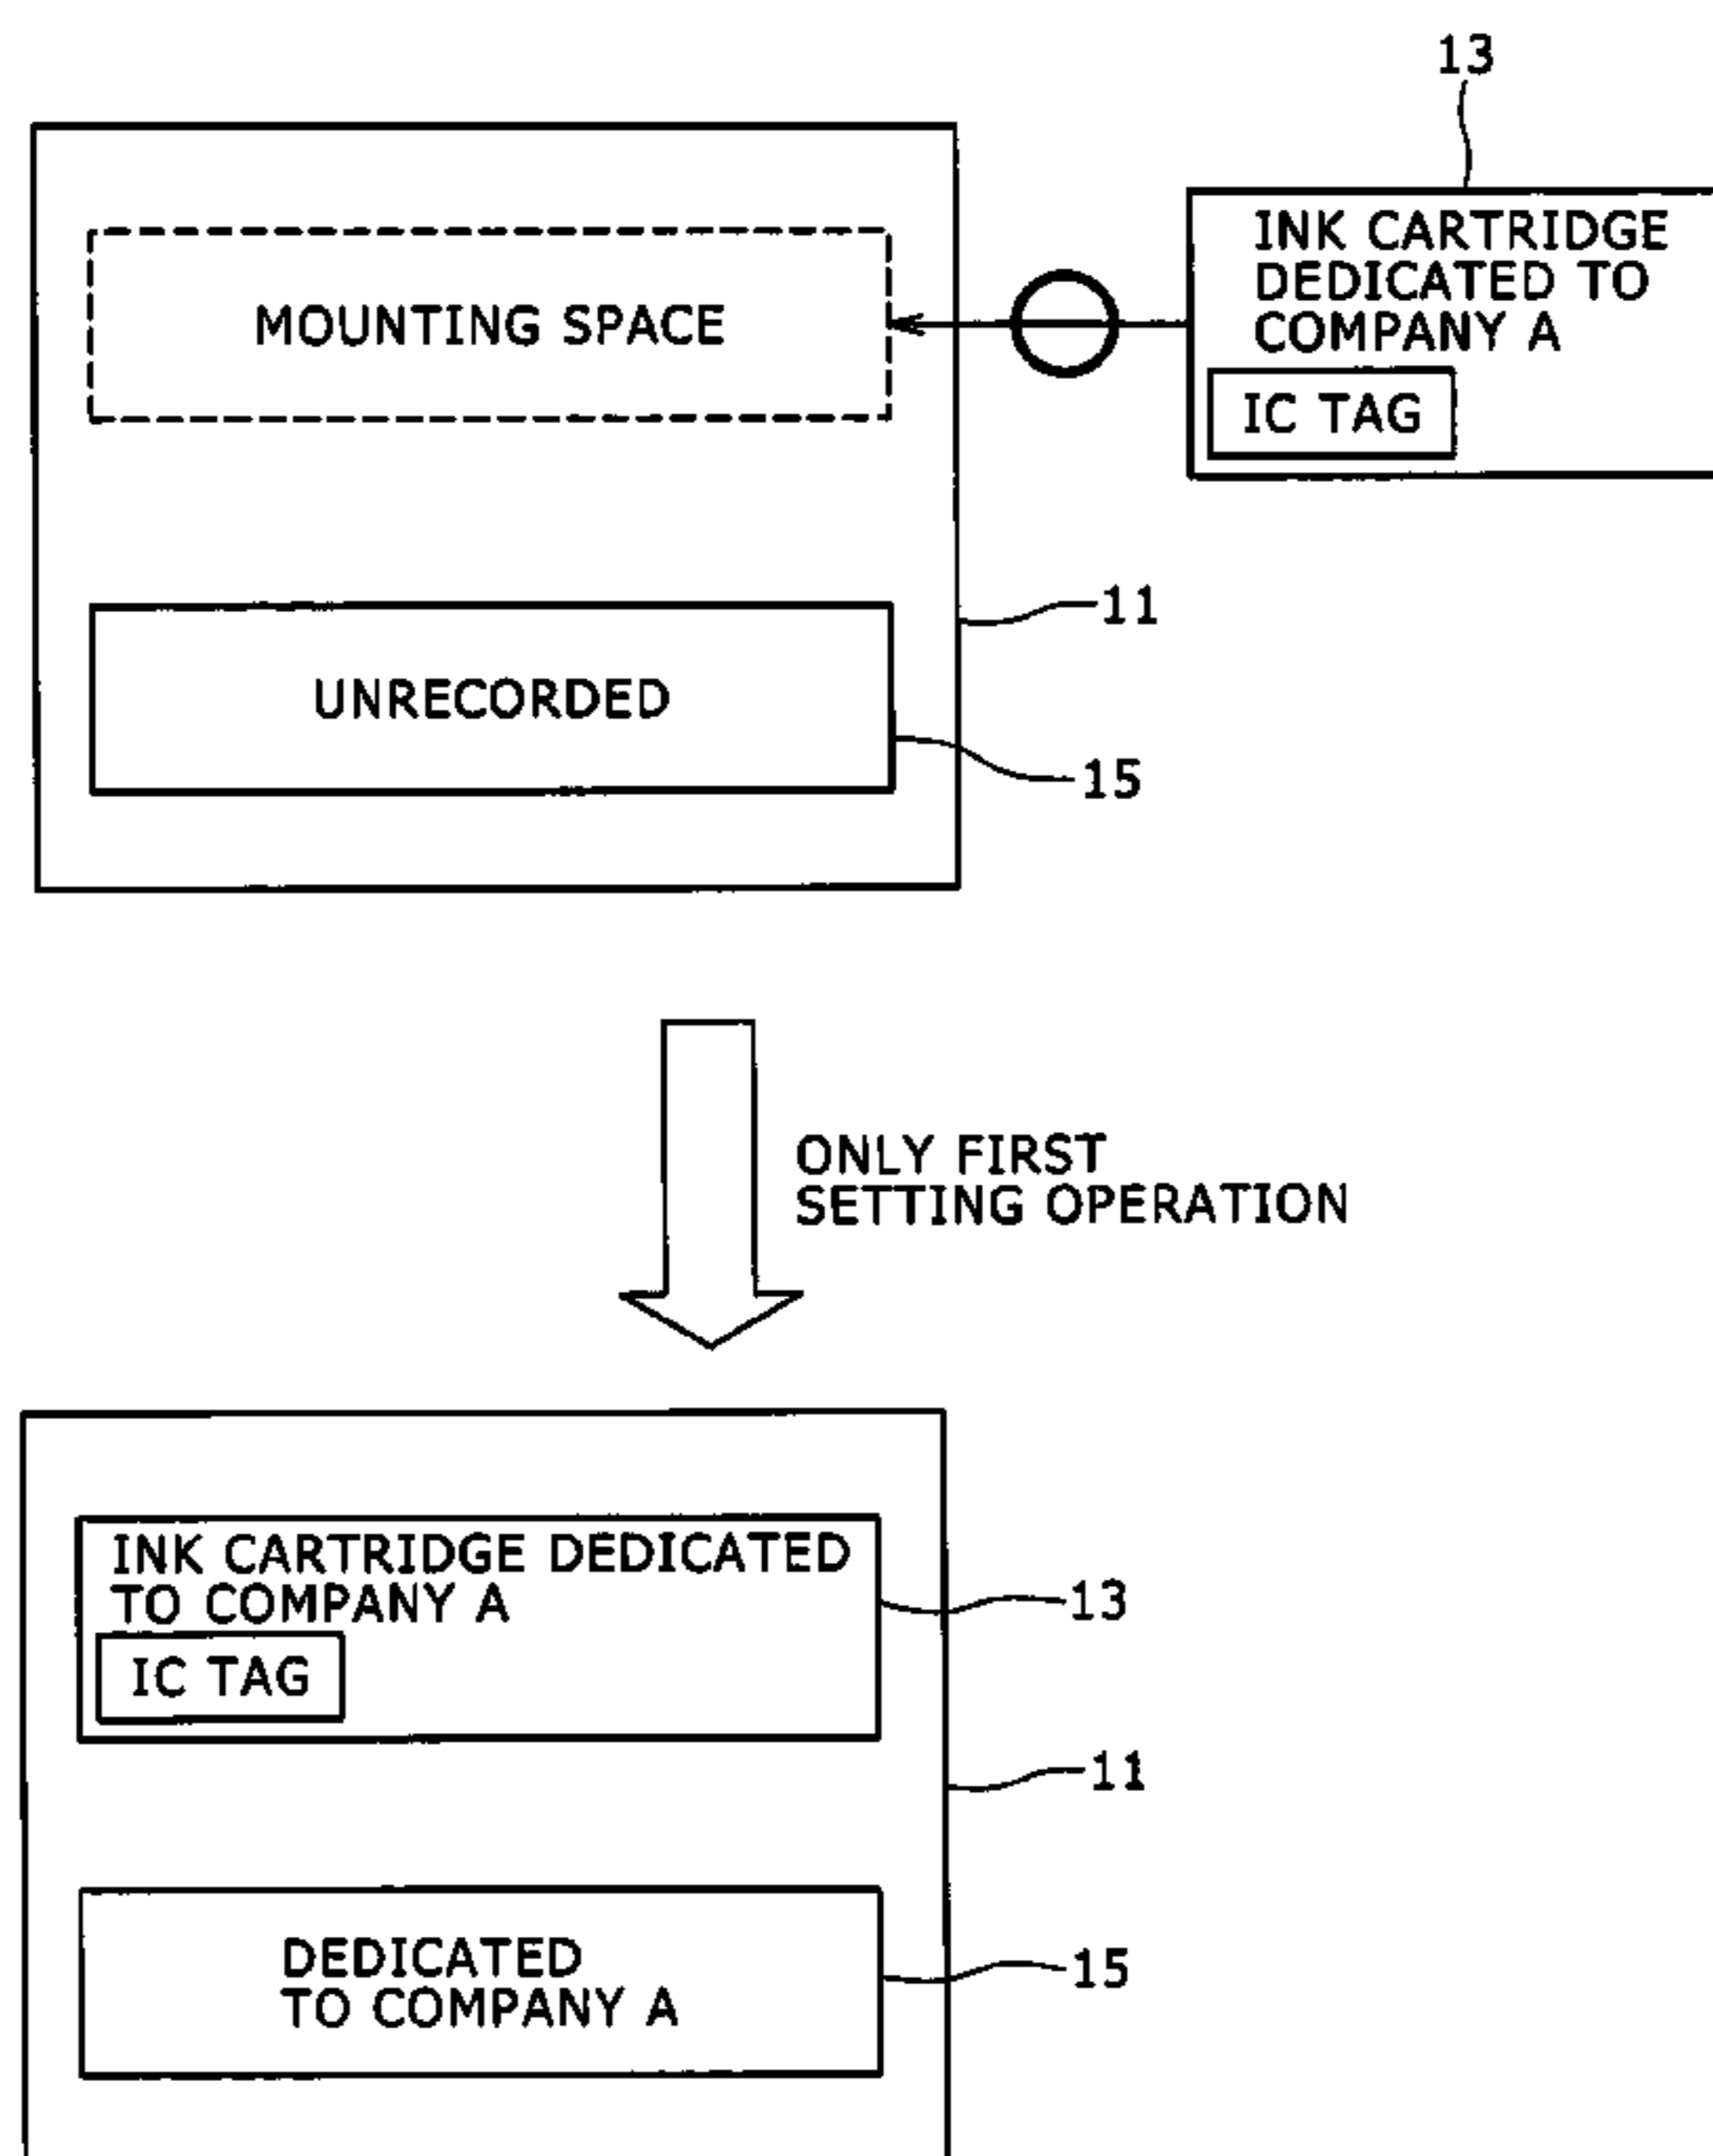 13
INK CARTRIDGE
DEDICATED TO
COMPANY A
IC TAG
MOUNTING SPACE
11
UNRECORDED
15
ONLY FIRST
SETTING OPERATION
INK CARTRIDGE DEDICATED
TO COMPANY A
IC TAG
13
11
DEDICATED
TO COMPANY A
15